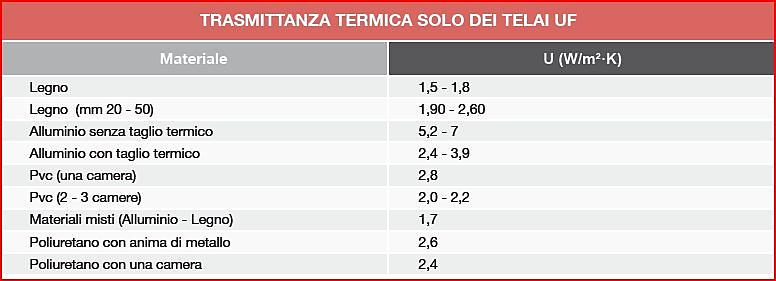 TRASMITTANZA TERMICA SOLO DEI TELAI UF
Materiale U (W/m²·K)
Legno 1,5 - 1,8
Legno (mm 20 - 50) 1,90 - 2,60
Alluminio senza taglio termico 5,2 - 7
Alluminio con taglio termico 2,4 - 3,9
Pvc (una camera) 2,8
Pvc (2 - 3 camere) 2,0 - 2,2
Materiali misti (Alluminio - Legno) 1,7
Poliuretano con anima di metallo 2,6
Poliuretano con una camera 2,4